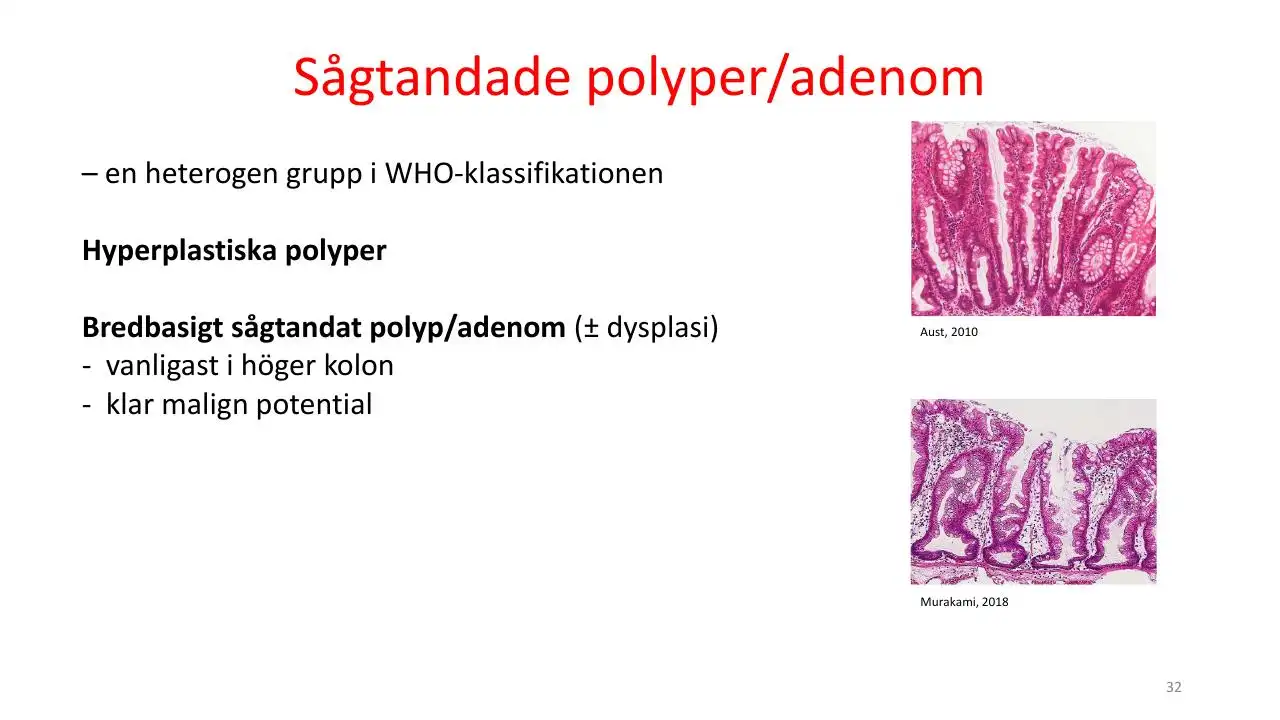 Sågtandade polyper/adenom
– en heterogen grupp i WHO-klassifikationen
Hyperplastiska polyper
Bredbasigt sågtandat polyp/adenom (± dysplasi)
- vanligast i höger kolon
- klar malign potential
Aust, 2010
Murakami, 2018
32